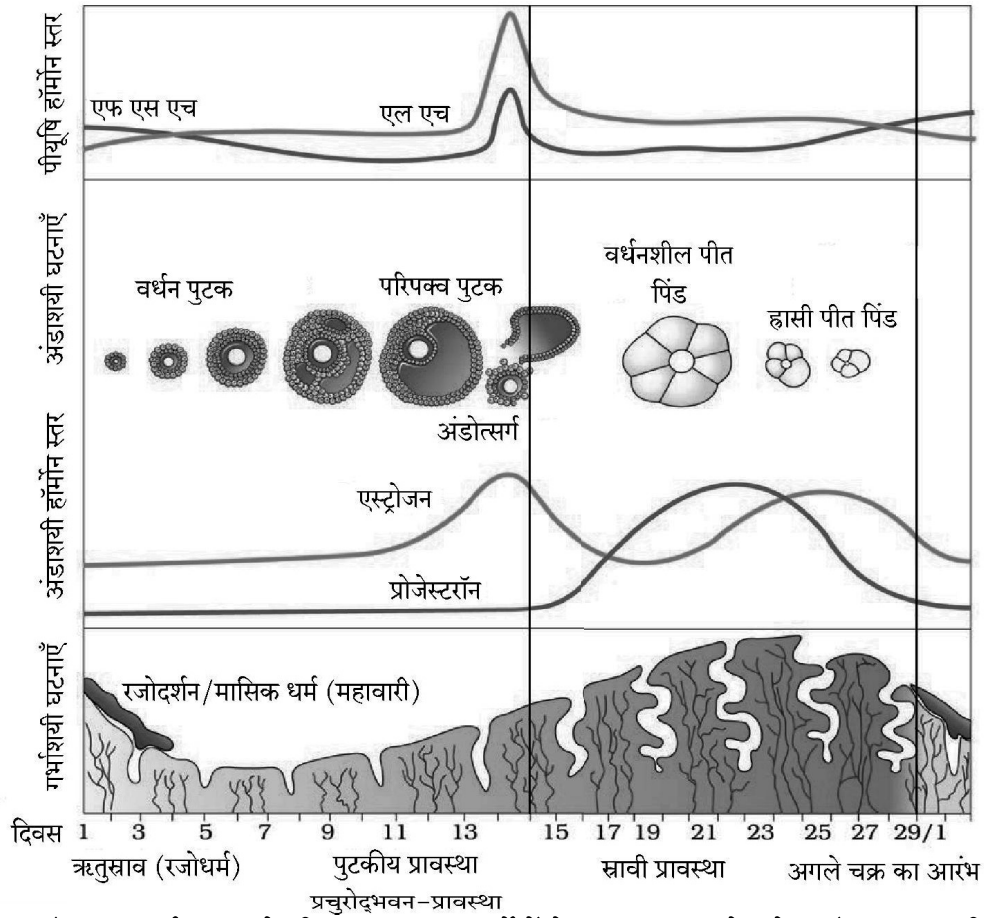 पीयूषि हॉर्मोन स्तर
एफ एस एच
एल एच
अंडाशयी घटनाएँ
वर्धन पुटक
परिपक्व पुटक
अंडोत्सर्ग
वर्धनशील पीत
पिंड
ह्रासी पीत पिंड
अंडाशयी हॉर्मोन स्तर
एस्ट्रोजन
प्रोजेस्टरॉन
गर्भाशयी घटनाएँ
रजोदर्शन/मासिक धर्म (महावारी)
दिवस 1 3 5 7 9 11 13 15 17 19 21 23 25 27 29/1
ऋतुस्राव (रजोधर्म) पुटकीय प्रावस्था स्रावी प्रावस्था अगले चक्र का आरंभ
प्रचुरोद्भवन-प्रावस्था